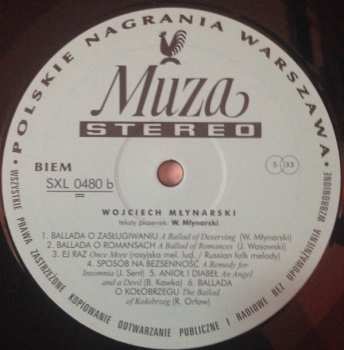 • POLSKIE NAGRANIA WARSZAWA •
Muza
STEREO
BIEM
SXL 0480 b
S 33
WOJCIECH MŁYNARSKI
teksty piosenek: W. Młynarski
1. BALLADA O ZASŁUGIWANIU A Ballad of Deserving (W. Młynarski)
2. BALLADA O ROMANSACH A Ballad of Romances (J. Wasowski)
3. EJ RAZ Once More (rosyjska mel. lud. / Russian folk melody)
4. SPOSÓB NA BEZSENNOŚĆ A Remedy for
Insomnia (J. Sent) 5. ANIOŁ I DIABEŁ An Angel
and a Devil (B. Kawka) 6. BALLADA
O KOŁOBRZEGU The Ballad
of Kołobrzeg (R. Orłow)
WSZYSTKIE PRAWA ZASTRZEŻONE KOPIOWANIE ODTWARZANIE PUBLICZNE I RADIOWE BEZ UPOWAŻNIENIA WZBRONIONE